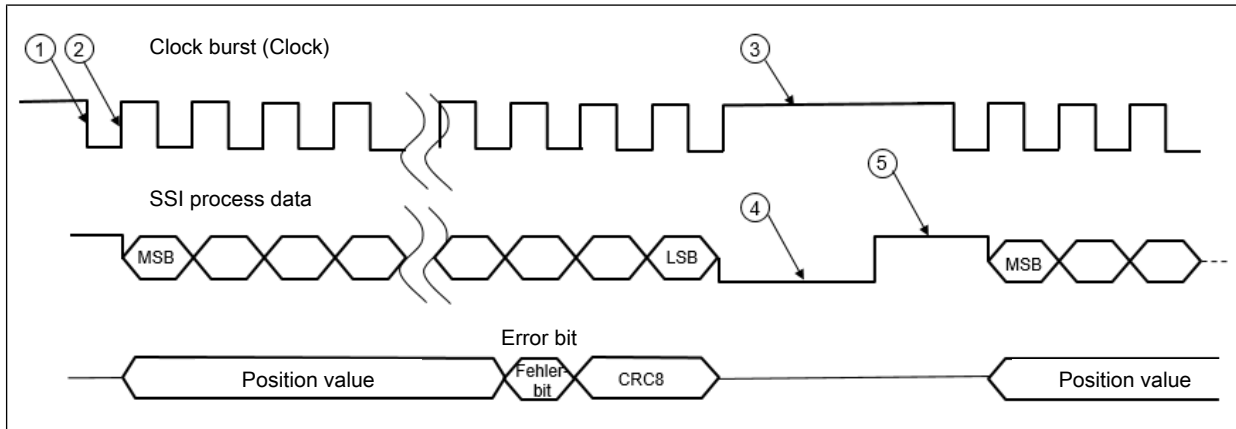 1
2
Clock burst (Clock)
3
SSI process data
4
5
MSB
LSB
MSB
Error bit
Position value
Fehler-
bit
CRC8
Position value